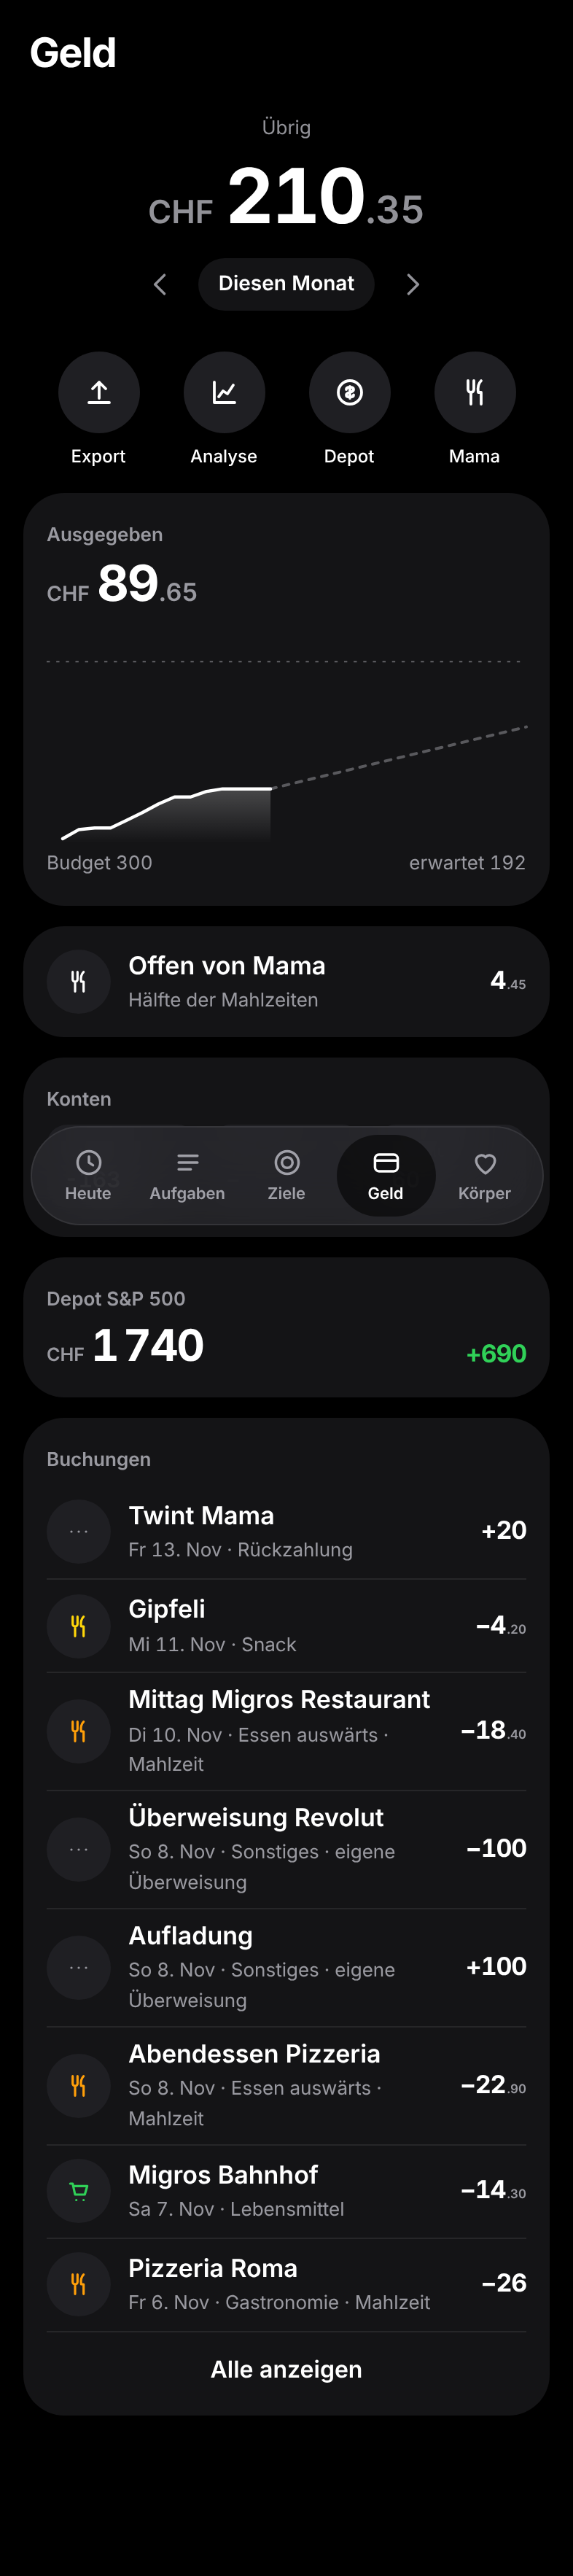 Geld
Übrig
CHF 210.35
Diesen Monat
Export
Analyse
Depot
Mama
Ausgegeben
CHF 89.65
Budget 300
erwartet 192
Offen von Mama
Hälfte der Mahlzeiten
4.45
Konten
Heute
Aufgaben
Ziele
Geld
Körper
Depot S&P 500
CHF 1 740
+690
Buchungen
Twint Mama
Fr 13. Nov · Rückzahlung
+20
Gipfeli
Mi 11. Nov · Snack
−4.20
Mittag Migros Restaurant
Di 10. Nov · Essen auswärts ·
Mahlzeit
−18.40
Überweisung Revolut
So 8. Nov · Sonstiges · eigene
Überweisung
−100
Aufladung
So 8. Nov · Sonstiges · eigene
Überweisung
+100
Abendessen Pizzeria
So 8. Nov · Essen auswärts ·
Mahlzeit
−22.90
Migros Bahnhof
Sa 7. Nov · Lebensmittel
−14.30
Pizzeria Roma
Fr 6. Nov · Gastronomie · Mahlzeit
−26
Alle anzeigen